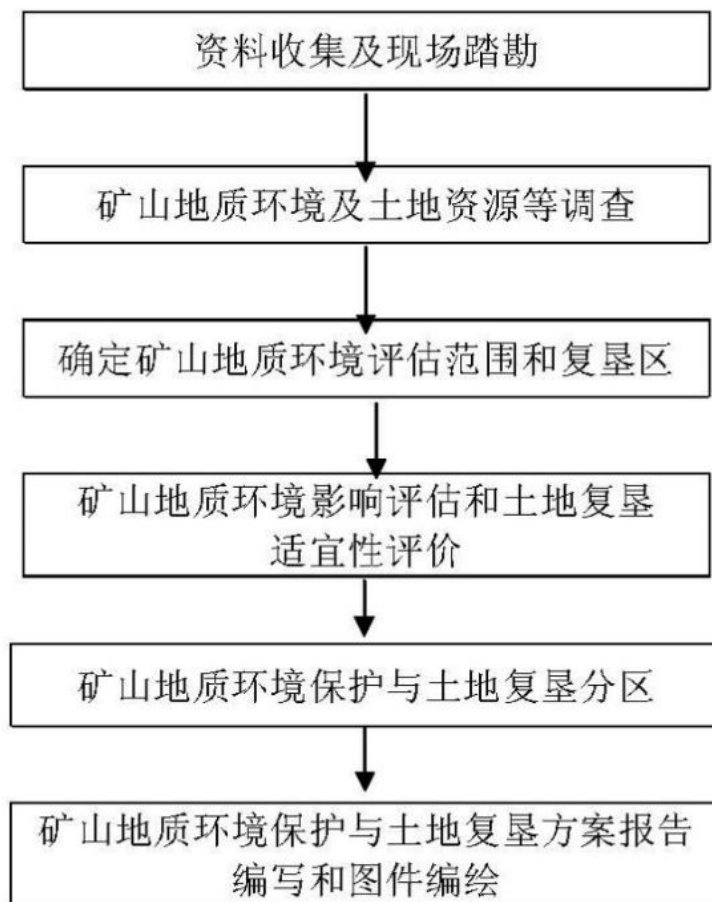 资料收集及现场踏勘
矿山地质环境及土地资源等调查
确定矿山地质环境评估范围和复垦区
矿山地质环境影响评估和土地复垦
适宜性评价
矿山地质环境保护与土地复垦分区
矿山地质环境保护与土地复垦方案报告
编写和图件编绘